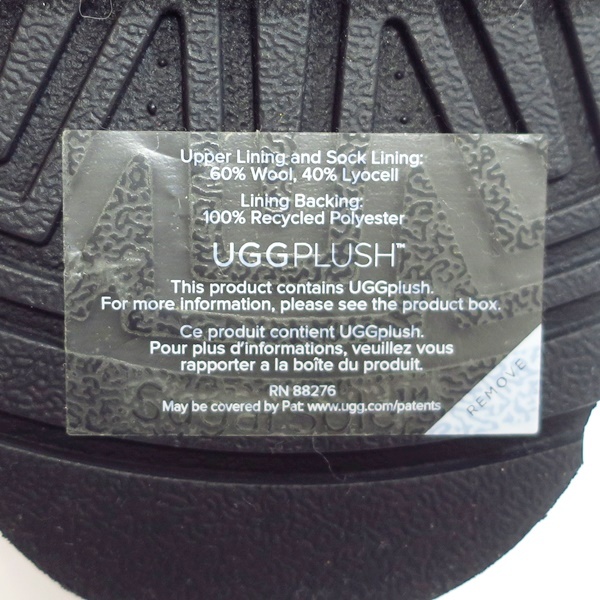 Upper Lining and Sock Lining:
60% Wool, 40% Lyocell
Lining Backing:
100% Recycled Polyester
UGGPLUSH™
This product contains UGGplush.
For more information, please see the product box.
Ce produit contient UGGplush.
Pour plus d'informations, veuillez vous
rapporter a la boîte du produit.
RN 88276
May be covered by Pat: www.ugg.com/patents
REMOVE